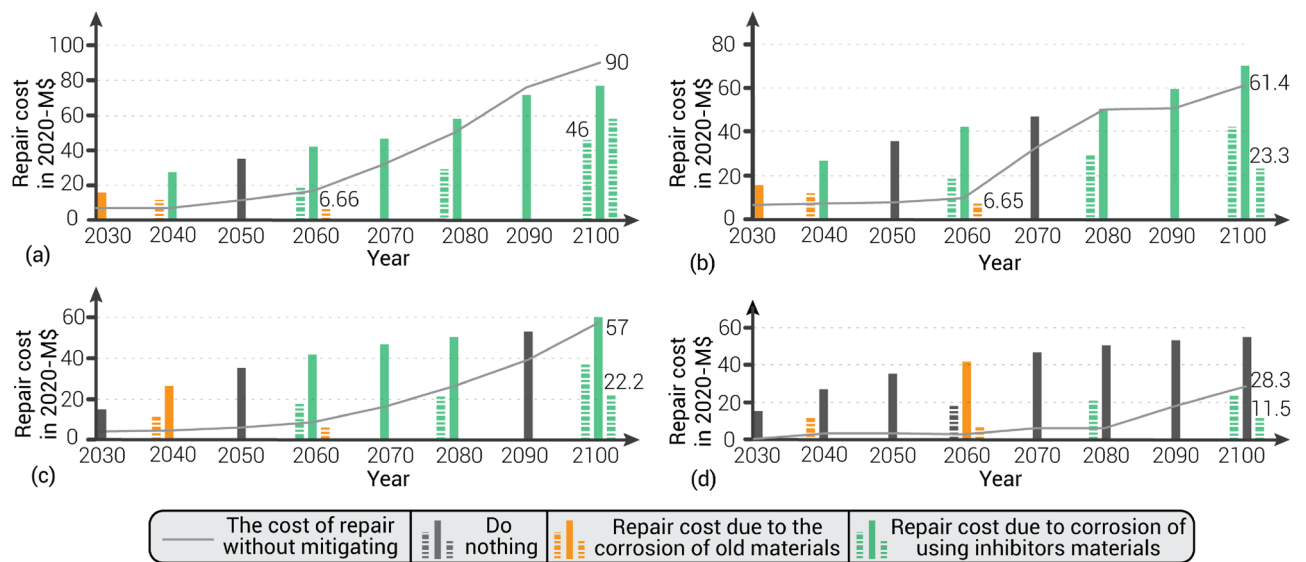 Repair cost
in 2020-M$
100
80
60
40
20
0
90
46
6.66
2030 2040 2050 2060 2070 2080 2090 2100
Year
(a)
Repair cost
in 2020-M$
80
60
40
20
0
61.4
23.3
6.65
2030 2040 2050 2060 2070 2080 2090 2100
Year
(b)
Repair cost
in 2020-M$
60
40
20
0
57
22.2
2030 2040 2050 2060 2070 2080 2090 2100
Year
(c)
Repair cost
in 2020-M$
60
40
20
0
28.3
11.5
2030 2040 2050 2060 2070 2080 2090 2100
Year
(d)
The cost of repair
without mitigating
Do
nothing
Repair cost due to the
corrosion of old materials
Repair cost due to corrosion of
using inhibitors materials